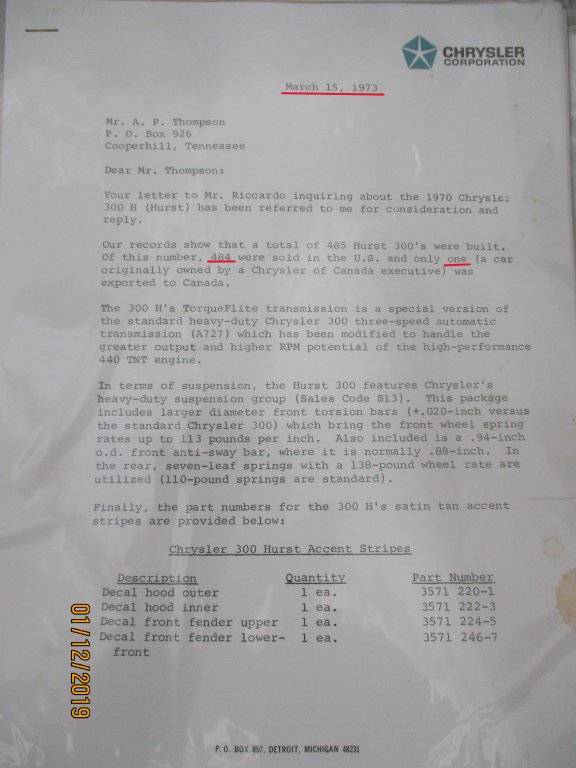 CHRYSLER
CORPORATION
March 15, 1973
Mr. A. P. Thompson
P. O. Box 926
Cooperhill, Tennessee
Dear Mr. Thompson:
Your letter to Mr. Riccardo inquiring about the 1970 Chrysler
300 H (Hurst) has been referred to me for consideration and
reply.
Our records show that a total of 485 Hurst 300's were built.
Of this number, 484 were sold in the U.S. and only one (a car
originally owned by a Chrysler of Canada executive) was
exported to Canada.
The 300 H's TorqueFlite transmission is a special version of
the standard heavy-duty Chrysler 300 three-speed automatic
transmission (A727) which has been modified to handle the
greater output and higher RPM potential of the high-performance
440 TNT engine.
In terms of suspension, the Hurst 300 features Chrysler's
heavy-duty suspension group (Sales Code S13). This package
includes larger diameter front torsion bars (+.020-inch versus
the standard Chrysler 300) which bring the front wheel spring
rates up to 113 pounds per inch. Also included is a .94-inch
o.d. front anti-sway bar, where it is normally .88-inch. In
the rear, seven-leaf springs with a 138-pound wheel rate are
utilized (110-pound springs are standard).
Finally, the part numbers for the 300 H's satin tan accent
stripes are provided below:
Chrysler 300 Hurst Accent Stripes
Description Quantity Part Number
Decal hood outer 1 ea. 3571 220-1
Decal hood inner 1 ea. 3571 222-3
Decal front fender upper 1 ea. 3571 224-5
Decal front fender lower- 1 ea. 3571 246-7
front
P. O. BOX 857, DETROIT, MICHIGAN 48231
01/12/2019